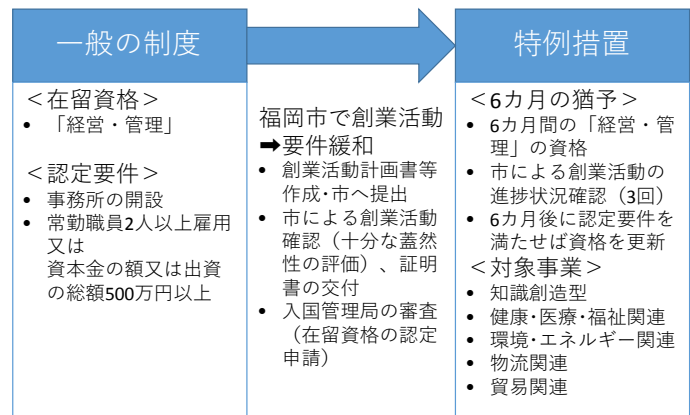 一般の制度
＜在留資格＞
• 「経営・管理」
＜認定要件＞
• 事務所の開設
• 常勤職員2人以上雇用
又は
資本金の額又は出資
の総額500万円以上
福岡市で創業活動
➡要件緩和
• 創業活動計画書等
作成･市へ提出
• 市による創業活動
確認（十分な蓋然
性の評価）、証明
書の交付
• 入国管理局の審査
（在留資格の認定
申請）
特例措置
＜6カ月の猶予＞
• 6カ月間の「経営・管
理」の資格
• 市による創業活動の
進捗状況確認（3回）
• 6カ月後に認定要件を
満たせば資格を更新
＜対象事業＞
• 知識創造型
• 健康･医療･福祉関連
• 環境･エネルギー関連
• 物流関連
• 貿易関連